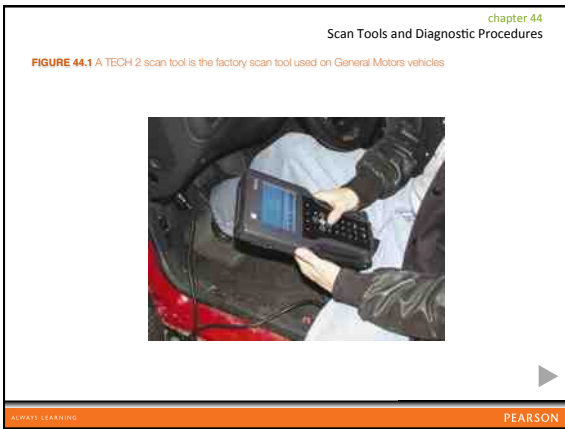 chapter 44
Scan Tools and Diagnostic Procedures
FIGURE 44.1 A TECH 2 scan tool is the factory scan tool used on General Motors vehicles
ALWAYS LEARNING
PEARSON